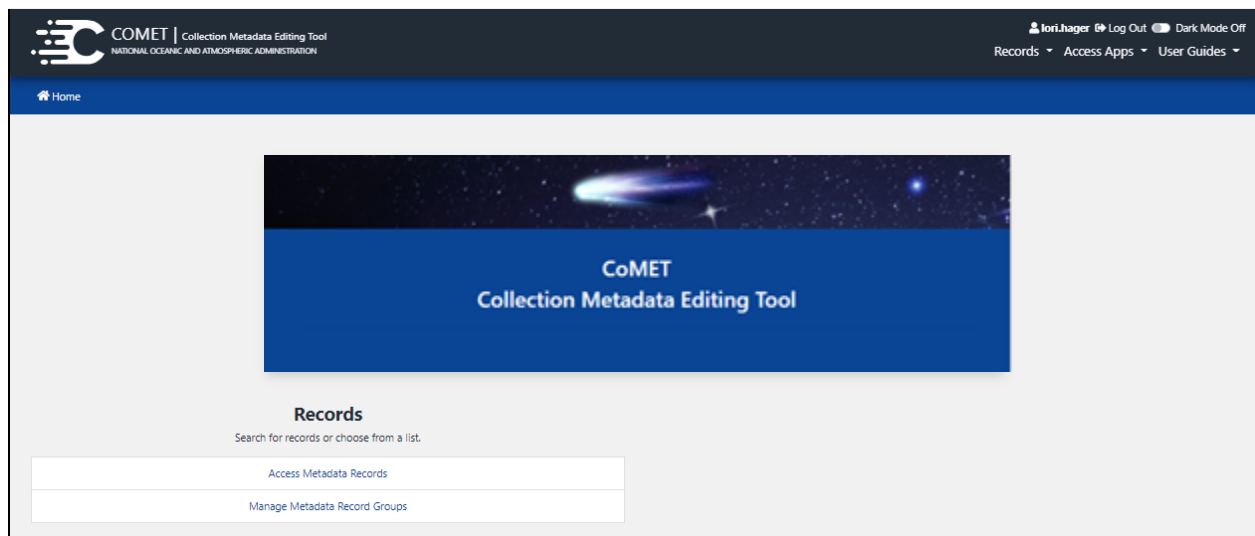 COMET | Collection Metadata Editing Tool
NATIONAL OCEANIC AND ATMOSPHERIC ADMINISTRATION
lori.hager Log Out Dark Mode Off
Records Access Apps User Guides
Home
CoMET
Collection Metadata Editing Tool
Records
Search for records or choose from a list.
Access Metadata Records
Manage Metadata Record Groups